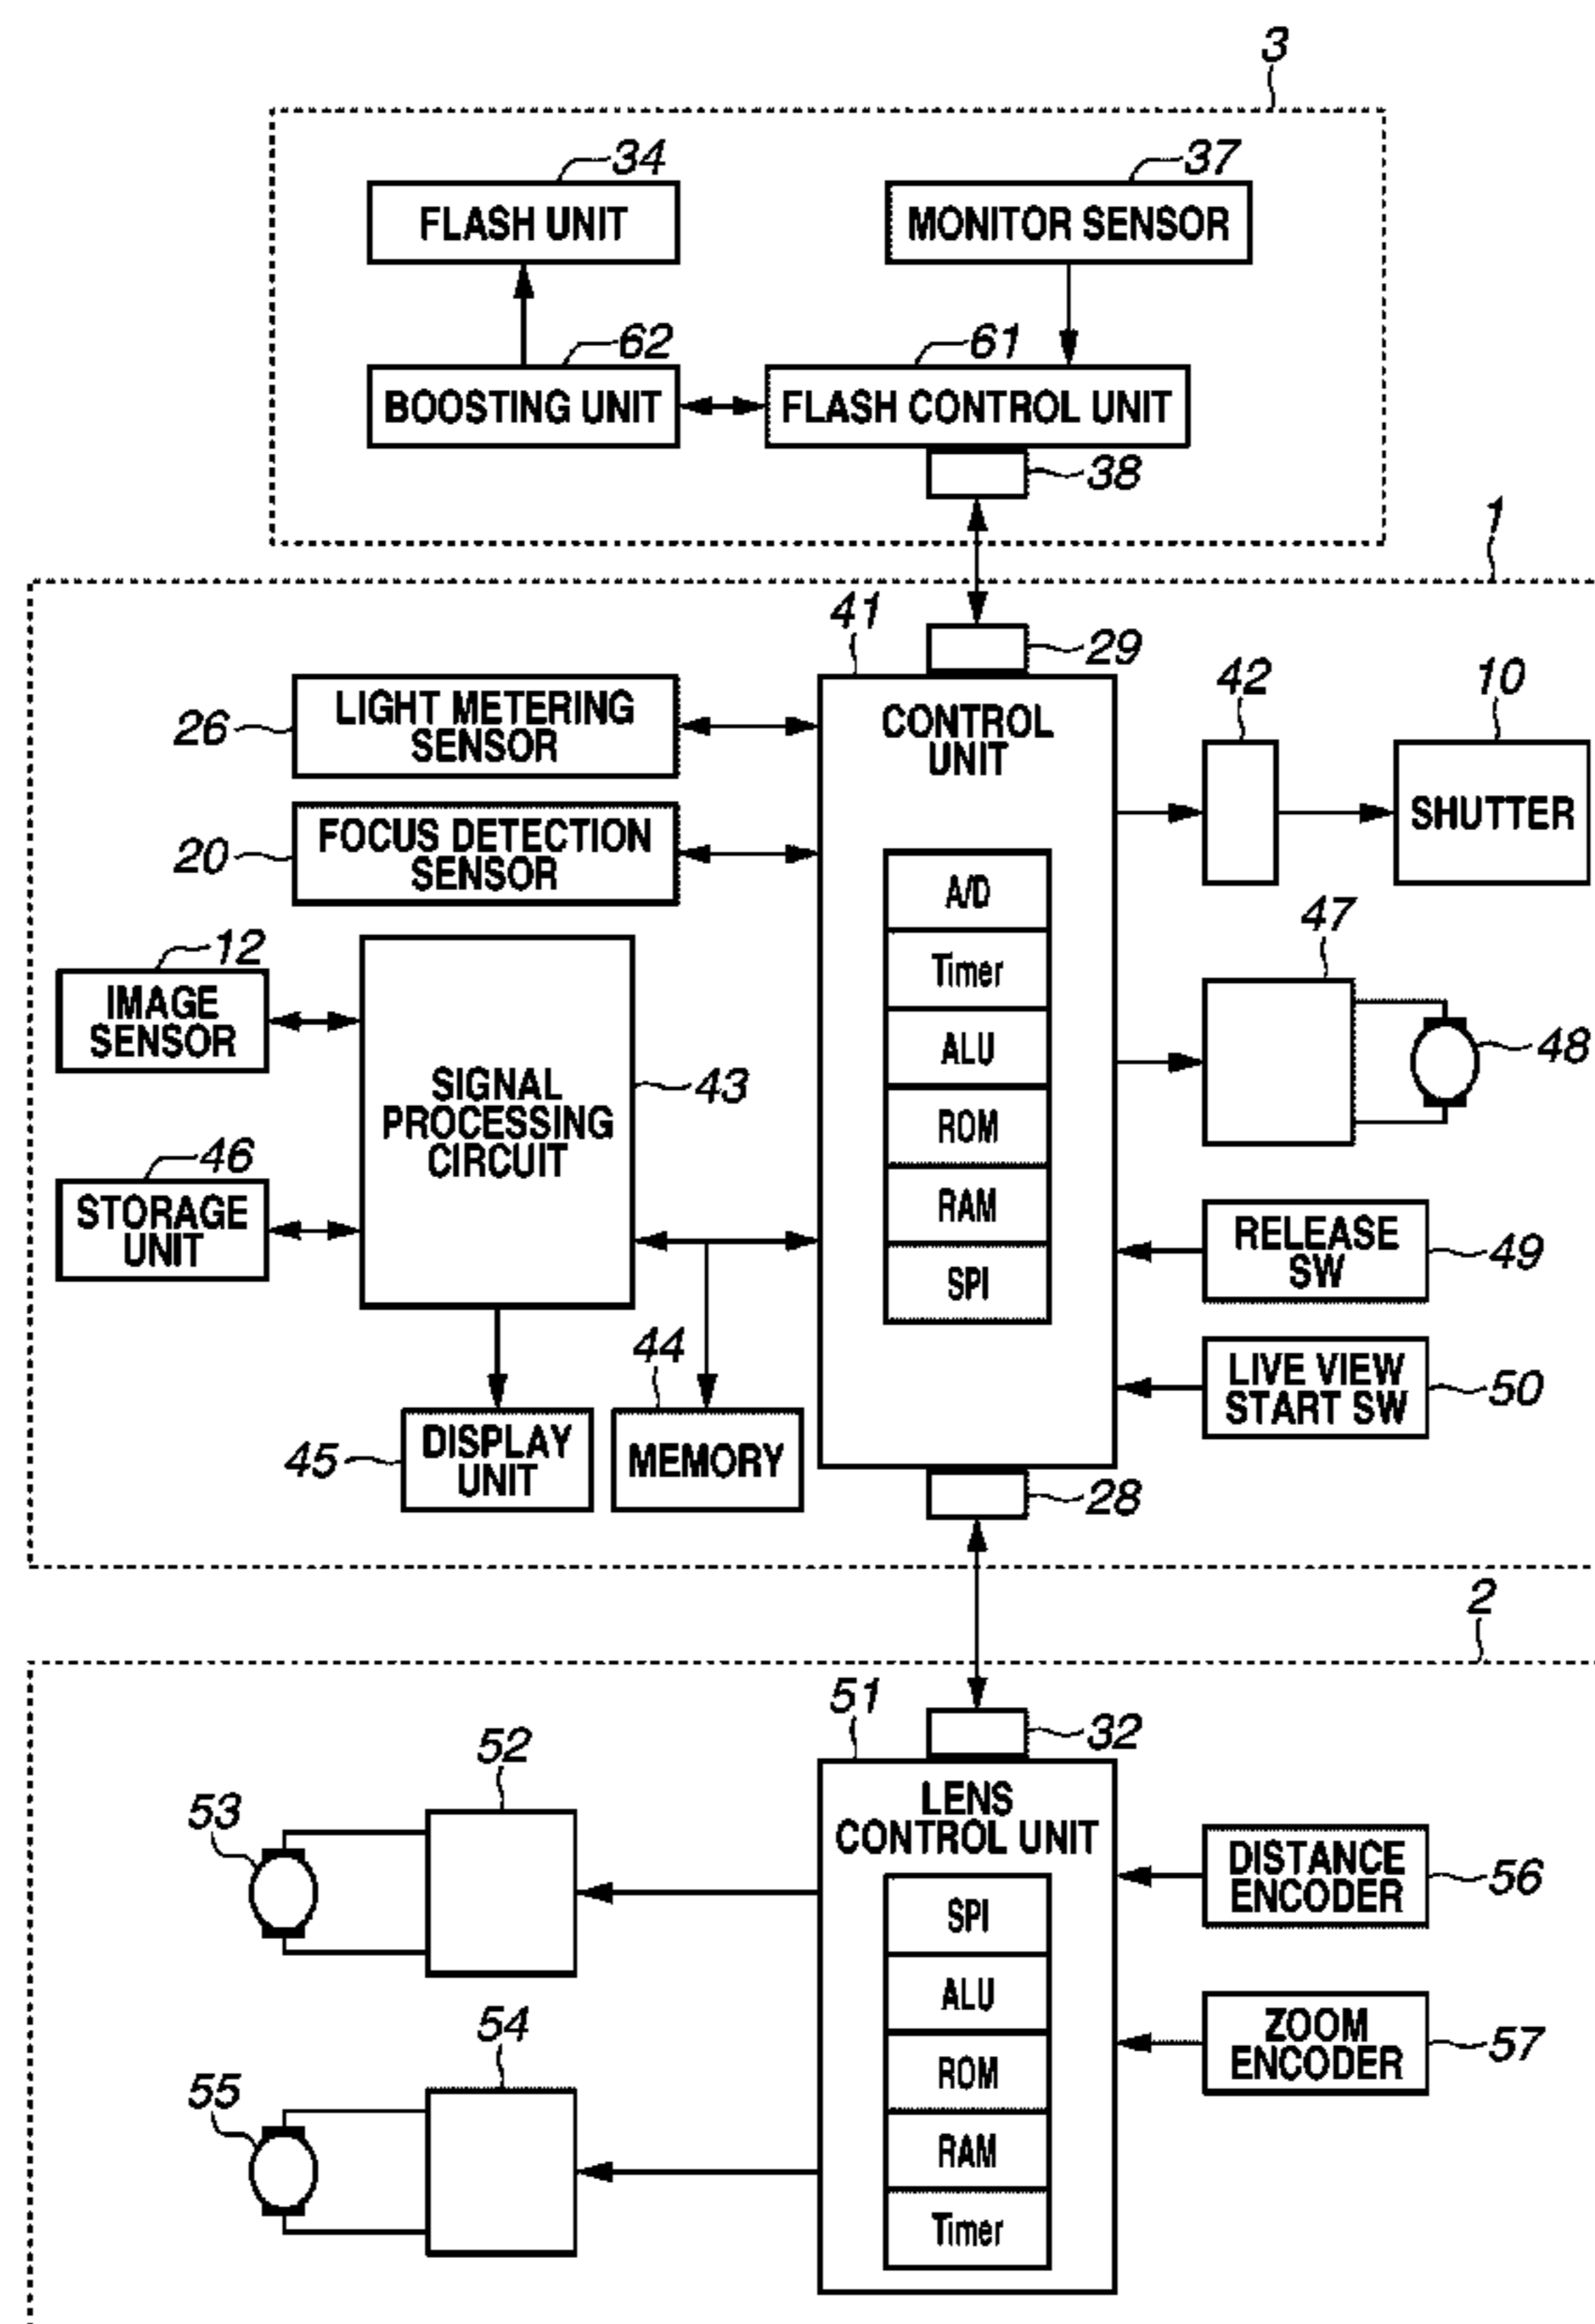 3
34
37
FLASH UNIT
MONITOR SENSOR
62
61
BOOSTING UNIT
FLASH CONTROL UNIT
38
1
41
29
42
10
26
LIGHT METERING
SENSOR
CONTROL
UNIT
SHUTTER
20
FOCUS DETECTION
SENSOR
A/D
Timer
ALU
ROM
RAM
SPI
12
IMAGE
SENSOR
47
48
SIGNAL
PROCESSING
CIRCUIT
43
46
STORAGE
UNIT
RELEASE
SW
49
44
LIVE VIEW
START SW
50
45
DISPLAY
UNIT
MEMORY
28
2
51
32
52
53
LENS
CONTROL UNIT
SPI
ALU
ROM
RAM
Timer
DISTANCE
ENCODER
56
54
55
ZOOM
ENCODER
57